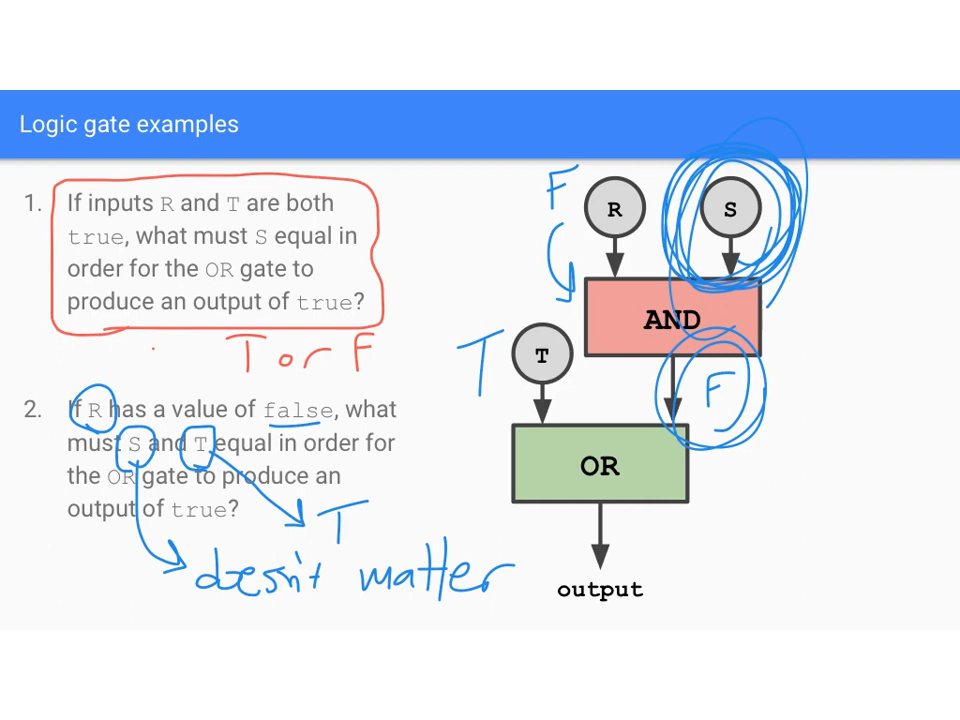 Logic gate examples
1. If inputs R and T are both
true, what must S equal in
order for the OR gate to
produce an output of true?
T or F
2. If R has a value of false, what
must S and T equal in order for
the OR gate to produce an
output of true?
T
doesn't matter
F
R
S
AND
T
T
F
OR
output